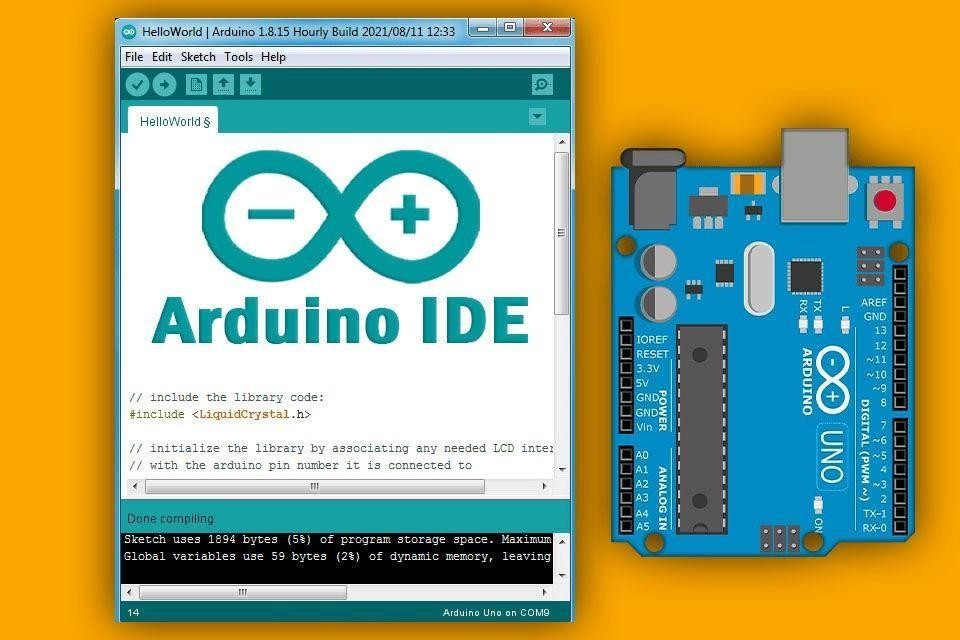 HelloWorld | Arduino 1.8.15 Hourly Build 2021/08/11 12:33
File Edit Sketch Tools Help
HelloWorld §
Arduino IDE
// include the library code:
#include <LiquidCrystal.h>
// initialize the library by associating any needed LCD inter
// with the arduino pin number it is connected to
Done compiling.
Sketch uses 1894 bytes (5%) of program storage space. Maximum
Global variables use 59 bytes (2%) of dynamic memory, leaving
14
Arduino Uno on COM9
RX
TX
L
IOREF
RESET
3.3V
5V
GND
GND
Vin
POWER
A0
A1
A2
A3
A4
A5
ANALOG IN
ARDUINO
UNO
AREF
GND
13
12
~11
~10
~9
8
7
~6
~5
4
~3
2
TX-1
RX-0
DIGITAL (PWM ~)
ON